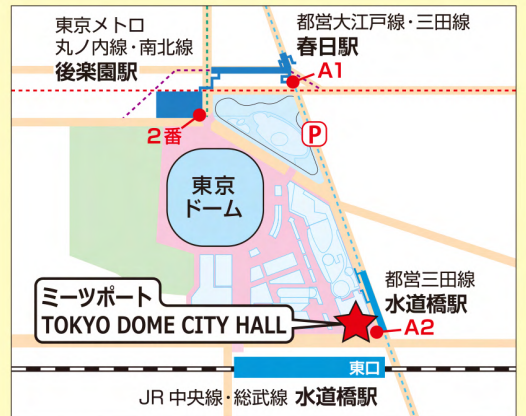 東京メトロ
丸ノ内線・南北線
後楽園駅
都営大江戸線・三田線
春日駅
A1
2番
P
東京
ドーム
ミーツポート
TOKYO DOME CITY HALL
都営三田線
水道橋駅
A2
東口
JR 中央線・総武線 水道橋駅